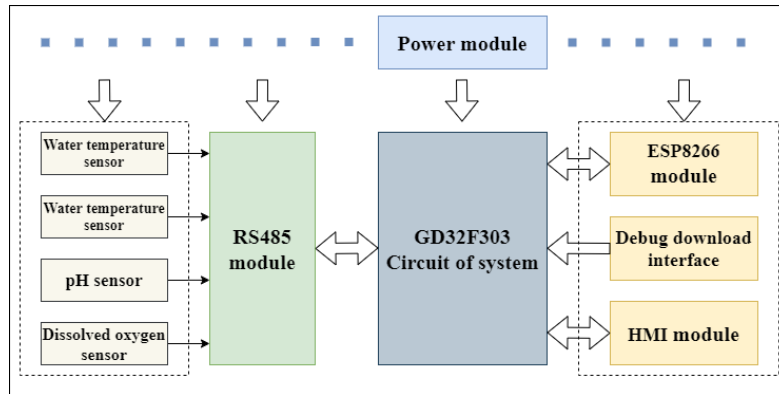 Power module
Water temperature
sensor
Water temperature
sensor
pH sensor
Dissolved oxygen
sensor
RS485
module
GD32F303
Circuit of system
ESP8266
module
Debug download
interface
HMI module